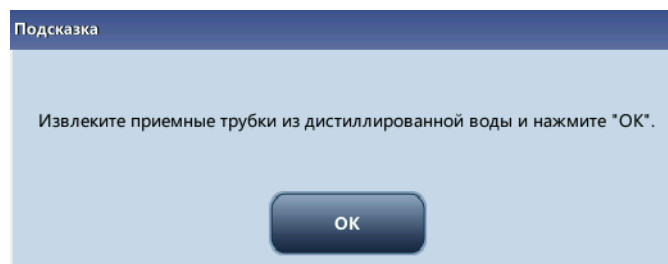 Подсказка
Извлеките приемные трубки из дистиллированной воды и нажмите "ОК".
ОК